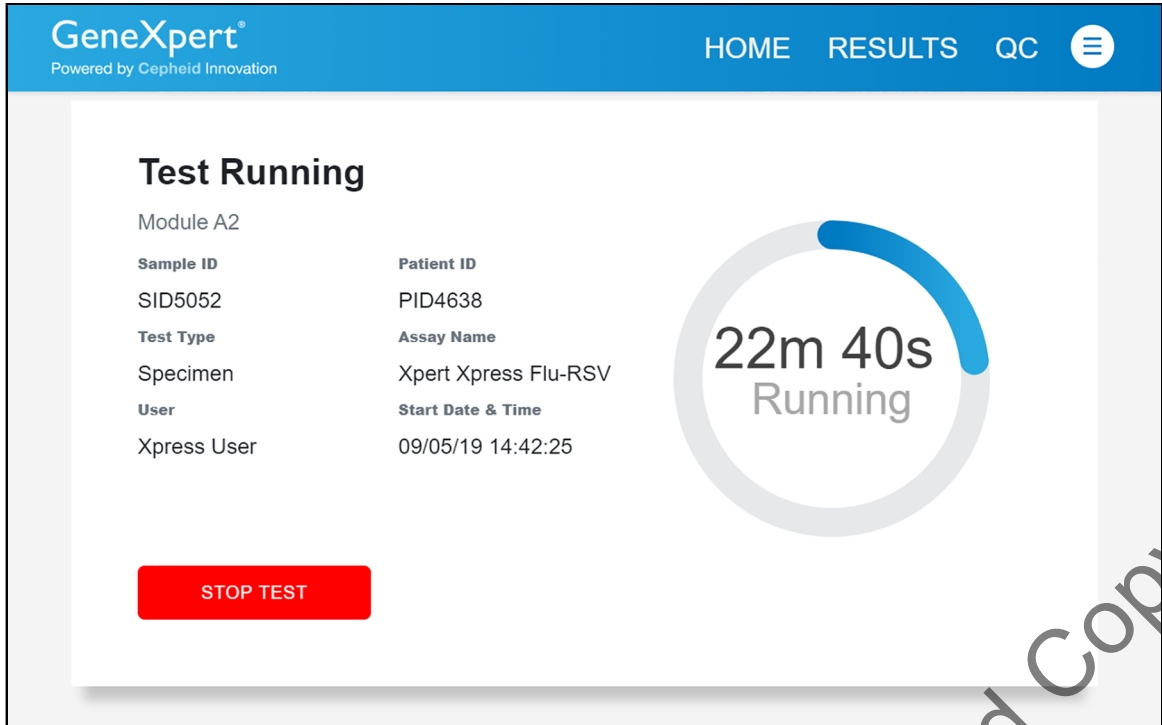 GeneXpert®
Powered by Cepheid Innovation
HOME RESULTS QC
Test Running
Module A2
Sample ID Patient ID
SID5052 PID4638
Test Type Assay Name
Specimen Xpert Xpress Flu-RSV
User Start Date & Time
Xpress User 09/05/19 14:42:25
22m 40s
Running
STOP TEST